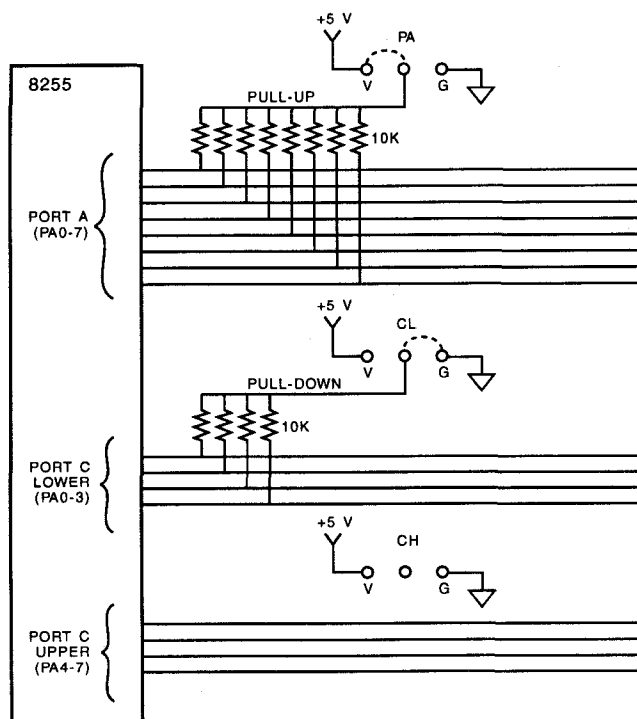 +5 V
PA
V
G
8255
PULL-UP
10K
PORT A
(PA0-7)
+5 V
CL
V
G
PULL-DOWN
10K
PORT C
LOWER
(PA0-3)
+5 V
CH
V
G
PORT C
UPPER
(PA4-7)